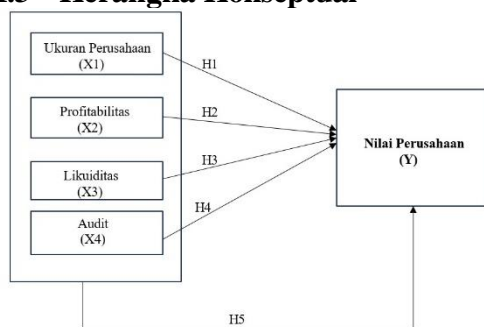 Kerangka Konseptual
Ukuran Perusahaan
(X1)
H1
Profitabilitas
(X2)
H2
Nilai Perusahaan
(Y)
Likuiditas
(X3)
H3
Audit
(X4)
H4
H5